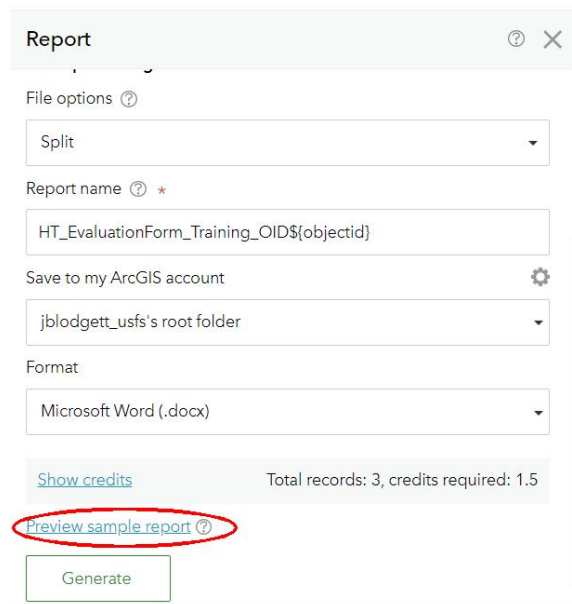 Report
File options
Split
Report name *
HT_EvaluationForm_Training_OID${objectid}
Save to my ArcGIS account
jblodgett_usfs's root folder
Format
Microsoft Word (.docx)
Show credits Total records: 3, credits required: 1.5
Preview sample report
Generate